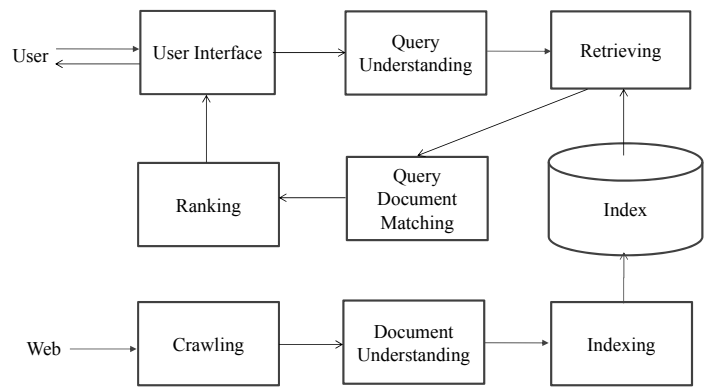 User
User Interface
Query
Understanding
Retrieving
Ranking
Query
Document
Matching
Index
Web
Crawling
Document
Understanding
Indexing